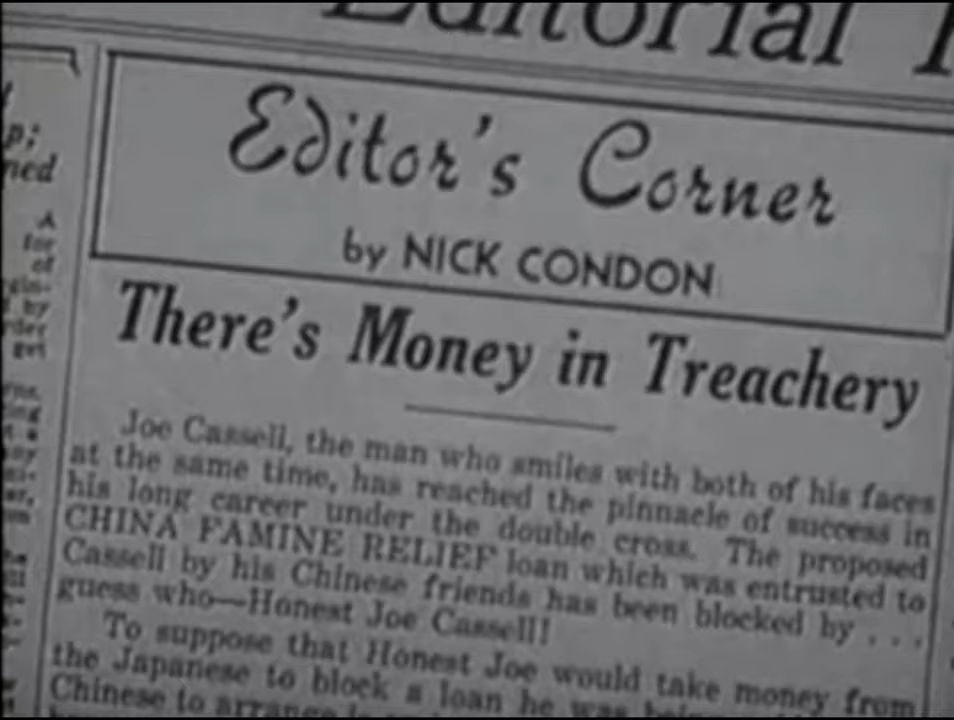 Editorial
Editor's Corner
by NICK CONDON
There's Money in Treachery
Joe Cassell, the man who smiles with both of his faces
at the same time, has reached the pinnacle of success in
his long career under the double cross. The proposed
CHINA FAMINE RELIEF loan which was entrusted to
Cassell by his Chinese friends has been blocked by . . .
guess who—Honest Joe Cassell!
To suppose that Honest Joe would take money from
the Japanese to block a loan he was
Chinese to arrange